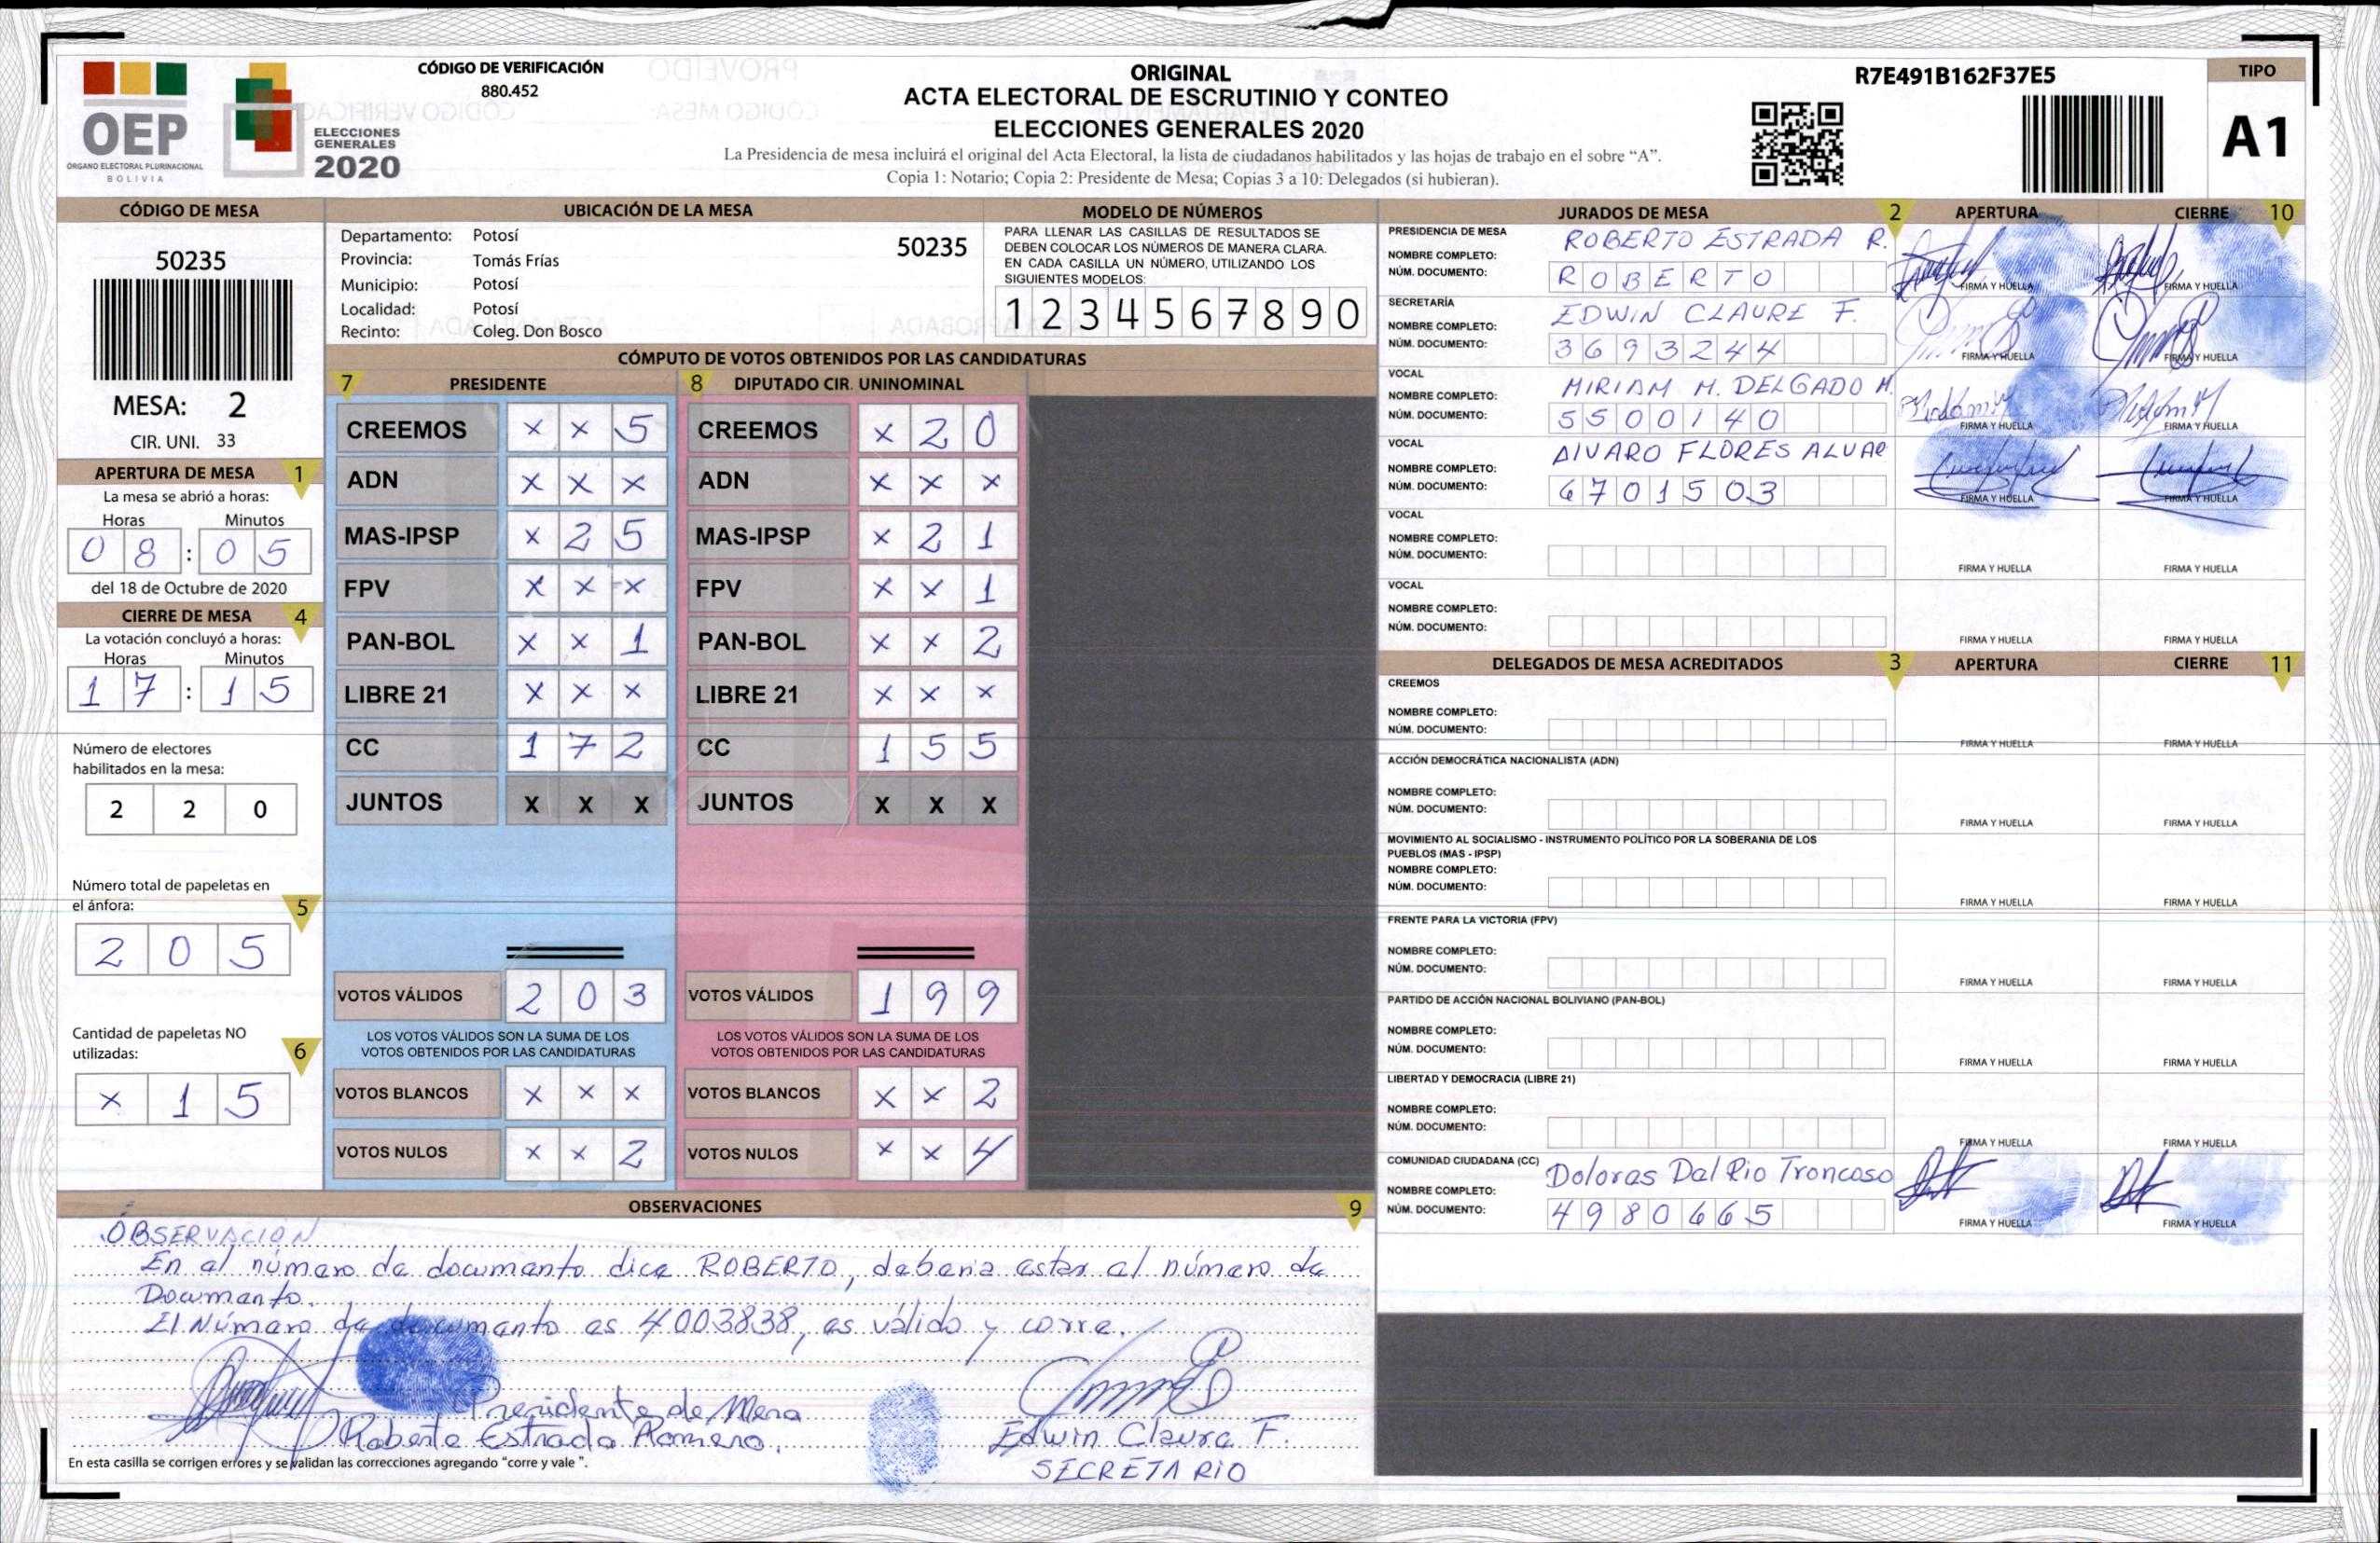 OEP
ÓRGANO ELECTORAL PLURINACIONAL
BOLIVIA
ELECCIONES
GENERALES
2020
CÓDIGO DE VERIFICACIÓN
880.452
ORIGINAL
ACTA ELECTORAL DE ESCRUTINIO Y CONTEO
ELECCIONES GENERALES 2020
La Presidencia de mesa incluirá el original del Acta Electoral, la lista de ciudadanos habilitados y las hojas de trabajo en el sobre “A”.
Copia 1: Notario; Copia 2: Presidente de Mesa; Copias 3 a 10: Delegados (si hubieran).
R7E491B162F37E5
TIPO
A1
CÓDIGO DE MESA
50235
MESA: 2
CIR. UNI. 33
APERTURA DE MESA 1
La mesa se abrió a horas:
Horas Minutos
08:05
del 18 de Octubre de 2020
CIERRE DE MESA 4
La votación concluyó a horas:
Horas Minutos
17:15
Número de electores
habilitados en la mesa:
2 2 0
Número total de papeletas en
el ánfora: 5
2 0 5
Cantidad de papeletas NO
utilizadas: 6
x 1 5
UBICACIÓN DE LA MESA
Departamento: Potosí
50235
Provincia: Tomás Frías
Municipio: Potosí
Localidad: Potosí
Recinto: Coleg. Don Bosco
MODELO DE NÚMEROS
PARA LLENAR LAS CASILLAS DE RESULTADOS SE
DEBEN COLOCAR LOS NÚMEROS DE MANERA CLARA.
EN CADA CASILLA UN NÚMERO, UTILIZANDO LOS
SIGUIENTES MODELOS:
1 2 3 4 5 6 7 8 9 0
CÓMPUTO DE VOTOS OBTENIDOS POR LAS CANDIDATURAS
7 PRESIDENTE 8 DIPUTADO CIR. UNINOMINAL
CREEMOS x x 5 CREEMOS x 2 0
ADN x x x ADN x x x
MAS-IPSP x 2 5 MAS-IPSP x 2 1
FPV x x x FPV x x 1
PAN-BOL x x 1 PAN-BOL x x 2
LIBRE 21 x x x LIBRE 21 x x x
CC 1 7 2 CC 1 5 5
JUNTOS X X X JUNTOS X X X
VOTOS VÁLIDOS 2 0 3 VOTOS VÁLIDOS 1 9 9
LOS VOTOS VÁLIDOS SON LA SUMA DE LOS LOS VOTOS VÁLIDOS SON LA SUMA DE LOS
VOTOS OBTENIDOS POR LAS CANDIDATURAS VOTOS OBTENIDOS POR LAS CANDIDATURAS
VOTOS BLANCOS x x x VOTOS BLANCOS x x 2
VOTOS NULOS x x 2 VOTOS NULOS x x 4
JURADOS DE MESA 2 APERTURA CIERRE 10
PRESIDENCIA DE MESA
NOMBRE COMPLETO: ROBERTO ESTRADA R.
NÚM. DOCUMENTO: ROBERTO FIRMA Y HUELLA FIRMA Y HUELLA
SECRETARÍA
NOMBRE COMPLETO: EDWIN CLAURE F.
NÚM. DOCUMENTO: 3693244 FIRMA Y HUELLA FIRMA Y HUELLA
VOCAL
NOMBRE COMPLETO: MIRIAM M. DELGADO M.
NÚM. DOCUMENTO: 5500140 FIRMA Y HUELLA FIRMA Y HUELLA
VOCAL
NOMBRE COMPLETO: AlVARO FLORES ALVAR
NÚM. DOCUMENTO: 6701503 FIRMA Y HUELLA FIRMA Y HUELLA
VOCAL
NOMBRE COMPLETO:
NÚM. DOCUMENTO: FIRMA Y HUELLA FIRMA Y HUELLA
VOCAL
NOMBRE COMPLETO:
NÚM. DOCUMENTO: FIRMA Y HUELLA FIRMA Y HUELLA
DELEGADOS DE MESA ACREDITADOS 3 APERTURA CIERRE 11
CREEMOS
NOMBRE COMPLETO:
NÚM. DOCUMENTO: FIRMA Y HUELLA FIRMA Y HUELLA
ACCIÓN DEMOCRÁTICA NACIONALISTA (ADN)
NOMBRE COMPLETO:
NÚM. DOCUMENTO: FIRMA Y HUELLA FIRMA Y HUELLA
MOVIMIENTO AL SOCIALISMO - INSTRUMENTO POLÍTICO POR LA SOBERANIA DE LOS
PUEBLOS (MAS - IPSP)
NOMBRE COMPLETO:
NÚM. DOCUMENTO: FIRMA Y HUELLA FIRMA Y HUELLA
FRENTE PARA LA VICTORIA (FPV)
NOMBRE COMPLETO:
NÚM. DOCUMENTO: FIRMA Y HUELLA FIRMA Y HUELLA
PARTIDO DE ACCIÓN NACIONAL BOLIVIANO (PAN-BOL)
NOMBRE COMPLETO:
NÚM. DOCUMENTO: FIRMA Y HUELLA FIRMA Y HUELLA
LIBERTAD Y DEMOCRACIA (LIBRE 21)
NOMBRE COMPLETO:
NÚM. DOCUMENTO: FIRMA Y HUELLA FIRMA Y HUELLA
COMUNIDAD CIUDADANA (CC)
NOMBRE COMPLETO: Dolores Del Rio Troncoso
NÚM. DOCUMENTO: 4980665 FIRMA Y HUELLA FIRMA Y HUELLA
OBSERVACIONES 9
OBSERVACION
En el número de documento dice ROBERTO, deberia estar el número de
Documento.
El Número de documento es 4003838, es válido y corre.
Presidente de Mesa
Roberto Estrada Romero.
Edwin Claure F.
SECRETARIO
En esta casilla se corrigen errores y se validan las correcciones agregando “corre y vale ”.